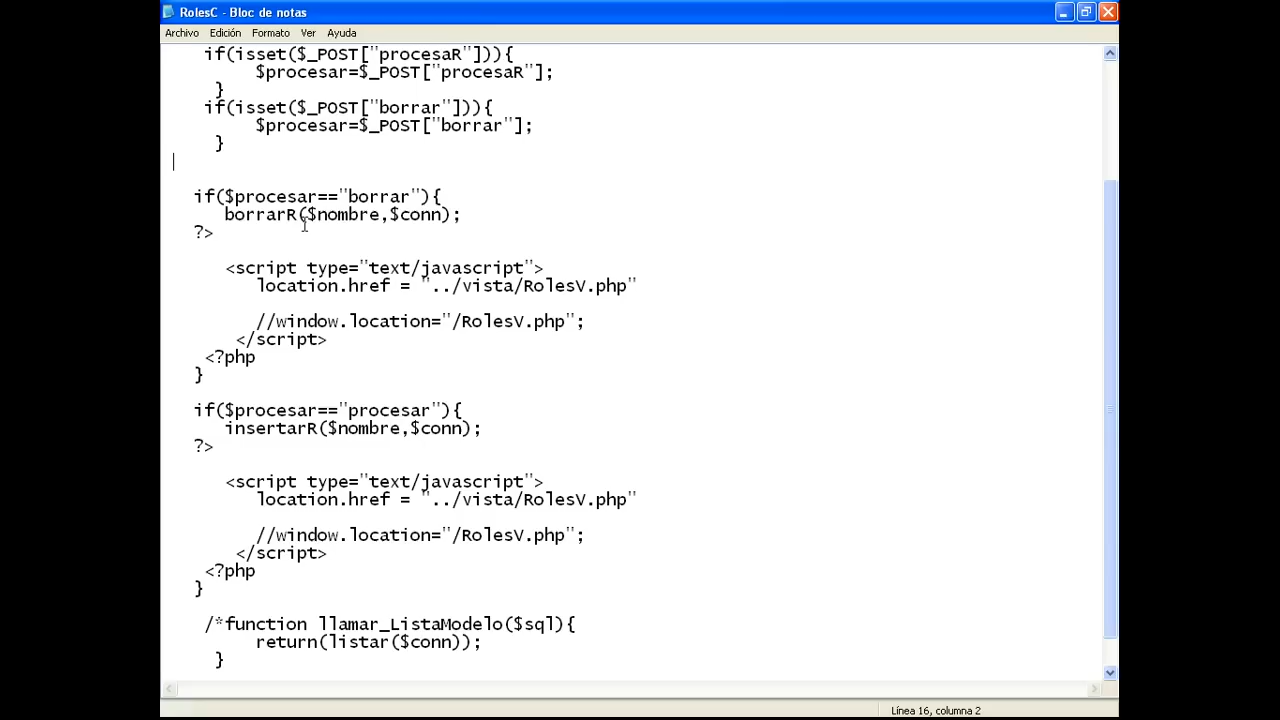 RolesC - Bloc de notas
Archivo Edición Formato Ver Ayuda
if(isset($_POST["procesaR"])){
$procesar=$_POST["procesaR"];
}
if(isset($_POST["borrar"])){
$procesar=$_POST["borrar"];
}
if($procesar=="borrar"){
borrarR($nombre,$conn);
?>
<script type="text/javascript">
location.href = "../vista/RolesV.php"
//window.location="/RolesV.php";
</script>
<?php
}
if($procesar=="procesar"){
insertarR($nombre,$conn);
?>
<script type="text/javascript">
location.href = "../vista/RolesV.php"
//window.location="/RolesV.php";
</script>
<?php
}
/*function llamar_ListaModelo($sql){
return(listar($conn));
}
Línea 16, columna 2